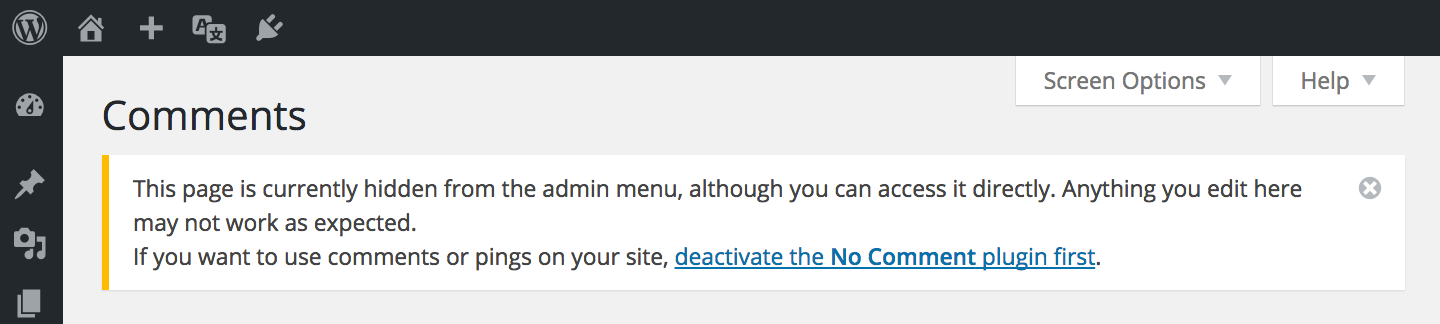 A 文
Screen Options
Help
Comments
This page is currently hidden from the admin menu, although you can access it directly. Anything you edit here
may not work as expected.
If you want to use comments or pings on your site, deactivate the No Comment plugin first.